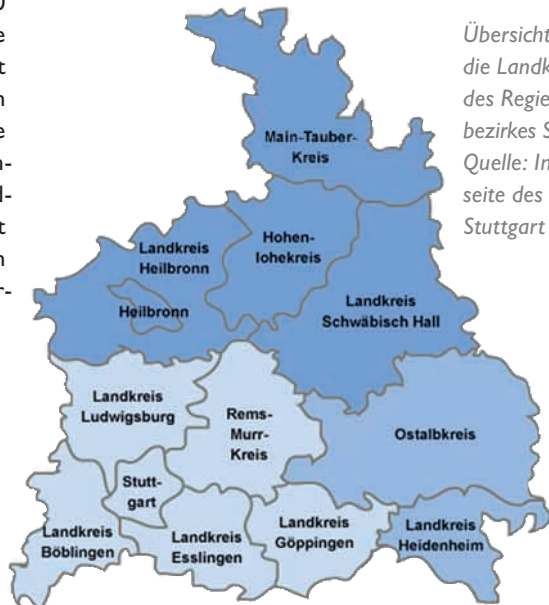 Übersicht
die Landk
des Regie
bezirkes S
Quelle: In
seite des
Stuttgart
Main-Tauber-
Kreis
Landkreis
Heilbronn
Hohen-
lohekreis
Heilbronn
Landkreis
Schwäbisch Hall
Landkreis
Ludwigsburg
Rems-
Murr-
Kreis
Ostalbkreis
Stutt-
gart
Landkreis
Böblingen
Landkreis
Esslingen
Landkreis
Göppingen
Landkreis
Heidenheim